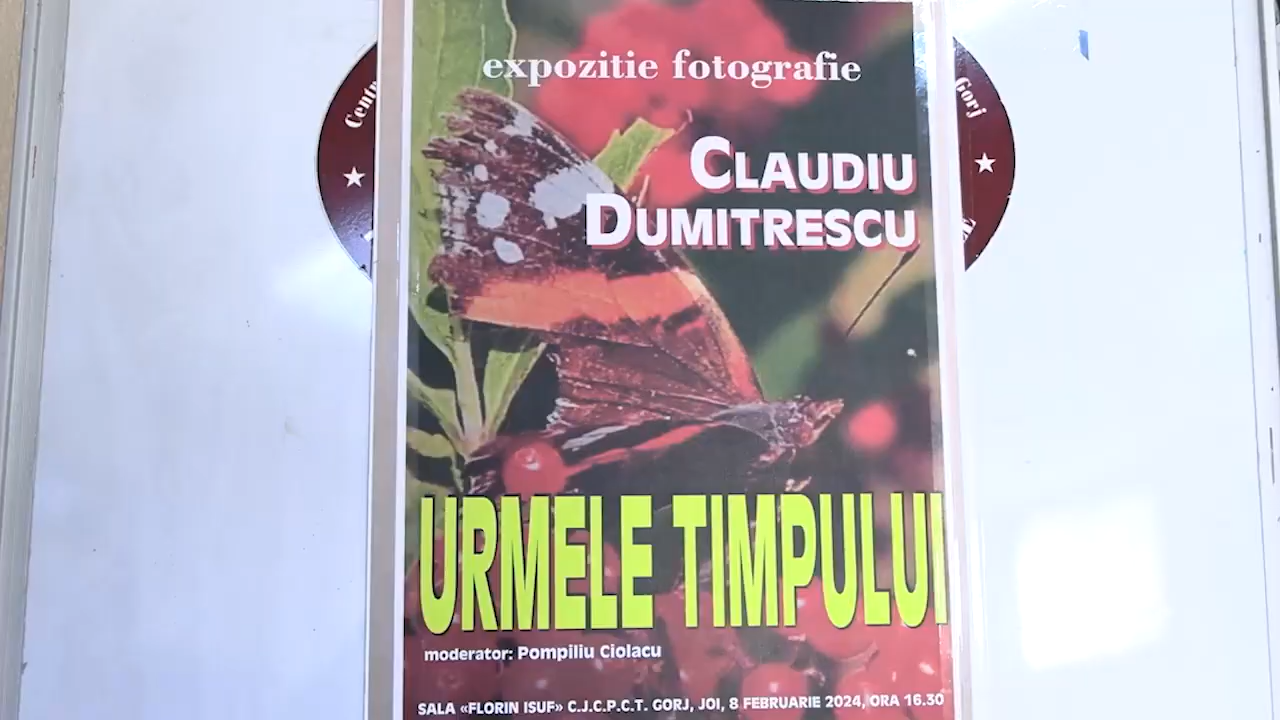 expozitie fotografie
CLAUDIU
DUMITRESCU
Gorj
URMELE TIMPULUI
moderator: Pompiliu Ciolacu
SALA «FLORIN ISUF» C.J.C.P.C.T. GORJ, JOI, 8 FEBRUARIE 2024, ORA 16.30